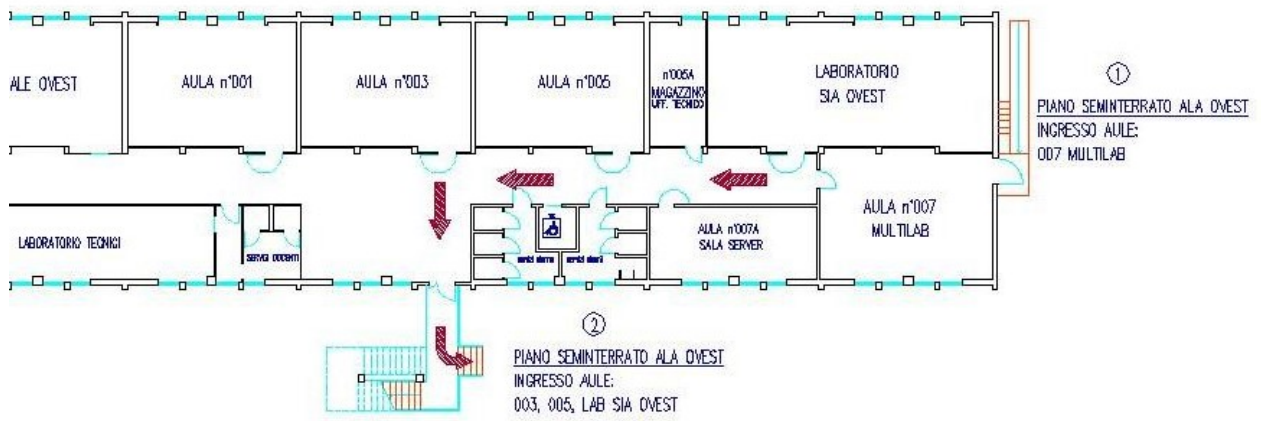 ALE OVEST
AULA n°001
AULA n°003
AULA n°005
n°005A
MAGAZZINO
UFF. TECNICO
LABORATORIO
SIA OVEST
1
PIANO SEMINTERRATO ALA OVEST
INGRESSO AULE:
007 MULTILAB
LABORATORIO TECNICI
SERVIZI DOCENTI
AULA n°007A
SALA SERVER
AULA n°007
MULTILAB
2
PIANO SEMINTERRATO ALA OVEST
INGRESSO AULE:
003, 005, LAB SIA OVEST